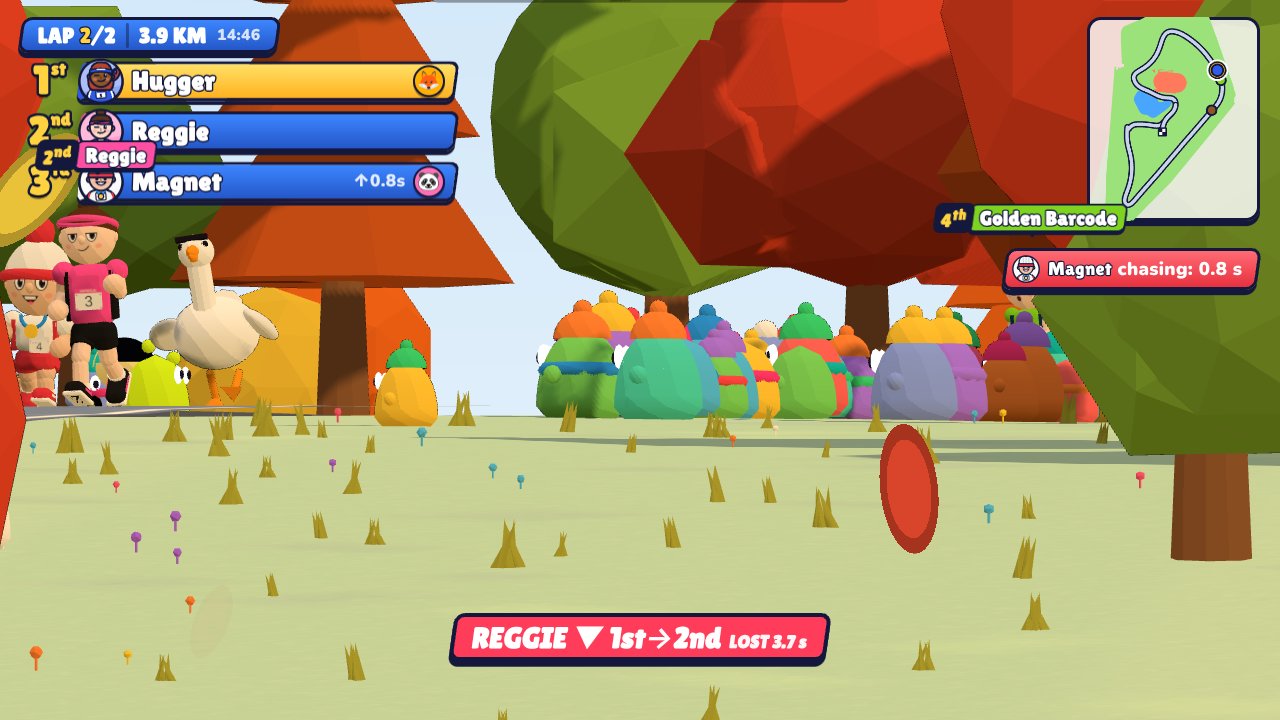 LAP 2/2 3.9 KM 14:46
1st Hugger
2nd Reggie
2nd Reggie
3 Magnet ↑0.8s
4th Golden Barcode
Magnet chasing: 0.8 s
3
4
REGGIE ▼ 1st→2nd LOST 3.7 s